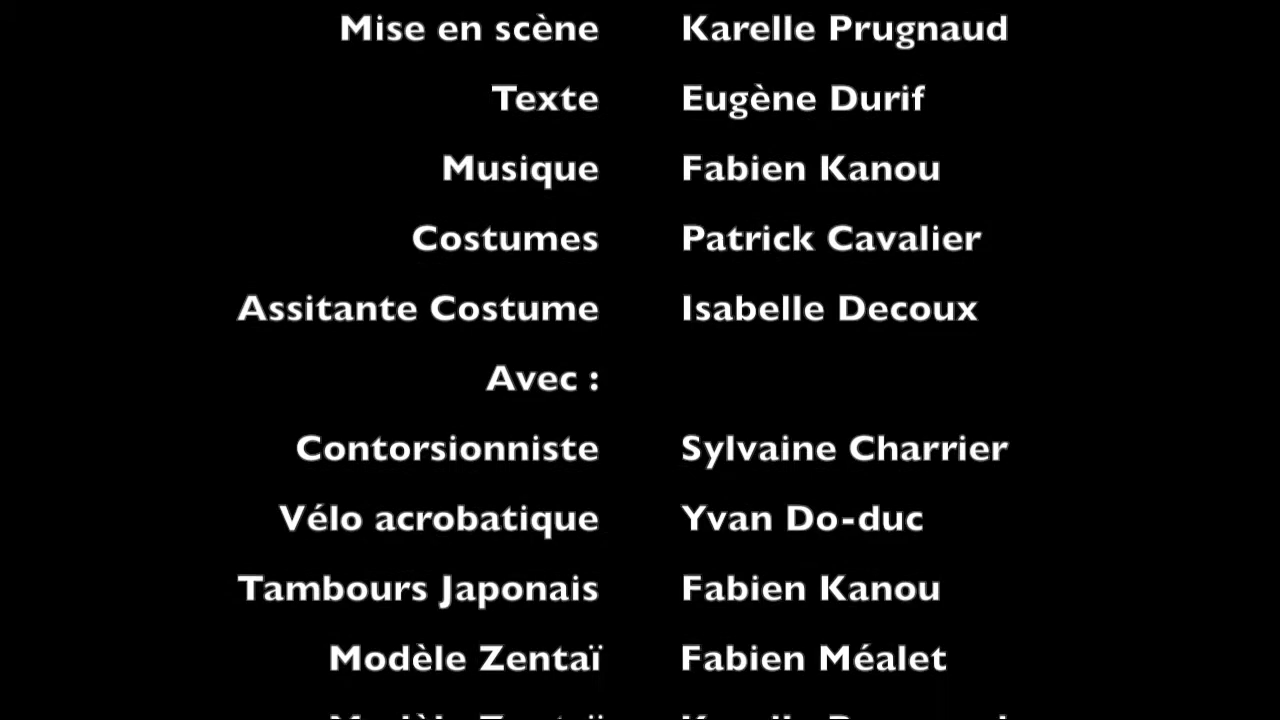 Mise en scène Karelle Prugnaud
Texte Eugène Durif
Musique Fabien Kanou
Costumes Patrick Cavalier
Assitante Costume Isabelle Decoux
Avec :
Contorsionniste Sylvaine Charrier
Vélo acrobatique Yvan Do-duc
Tambours Japonais Fabien Kanou
Modèle Zentaï Fabien Méalet